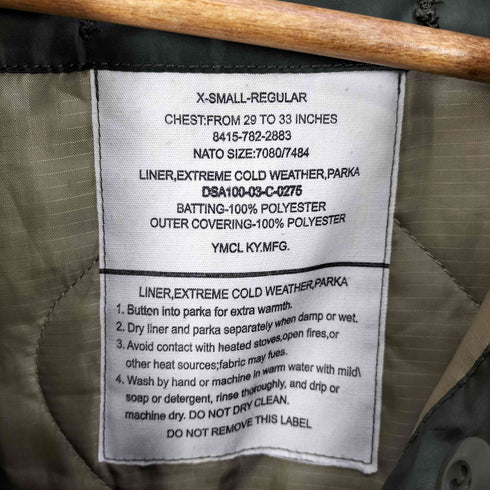 X-SMALL-REGULAR
CHEST:FROM 29 TO 33 INCHES
8415-782-2883
NATO SIZE:7080/7484
LINER,EXTREME COLD WEATHER,PARKA
DSA100-03-C-0275
BATTING-100% POLYESTER
OUTER COVERING-100% POLYESTER
YMCL KY.MFG.
LINER,EXTREME COLD WEATHER,PARKA
1. Button into parka for extra warmth.
2. Dry liner and parka separately when damp or wet.
3. Avoid contact with heated stoves,open fires,or
other heat sources;fabric may fues.
4. Wash by hand or machine in warm water with mild\
soap or detergent, rinse thoroughly, and drip or
machine dry. DO NOT DRY CLEAN.
DO NOT REMOVE THIS LABEL